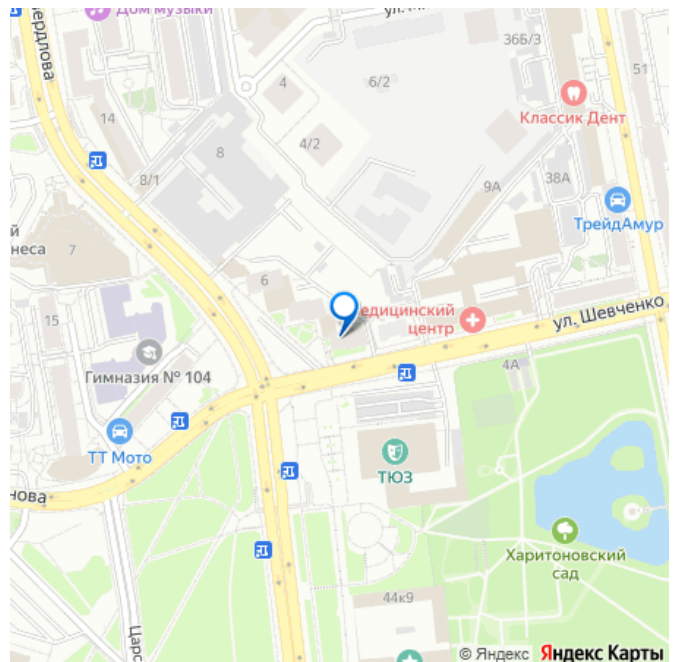 Дом музыки
ул.
36Б/3
51
вердлова
4
6/2
Классик Дент
14
4/2
8
8/1
9А
38А
ТрейдАмур
й
неса
7
6
15
едицинский
центр
ул. Шевченко
Гимназия № 104
4А
ТТ Мото
ТЮЗ
нова
Харитоновский
сад
44к9
Царс
© Яндекс Яндекс Карты